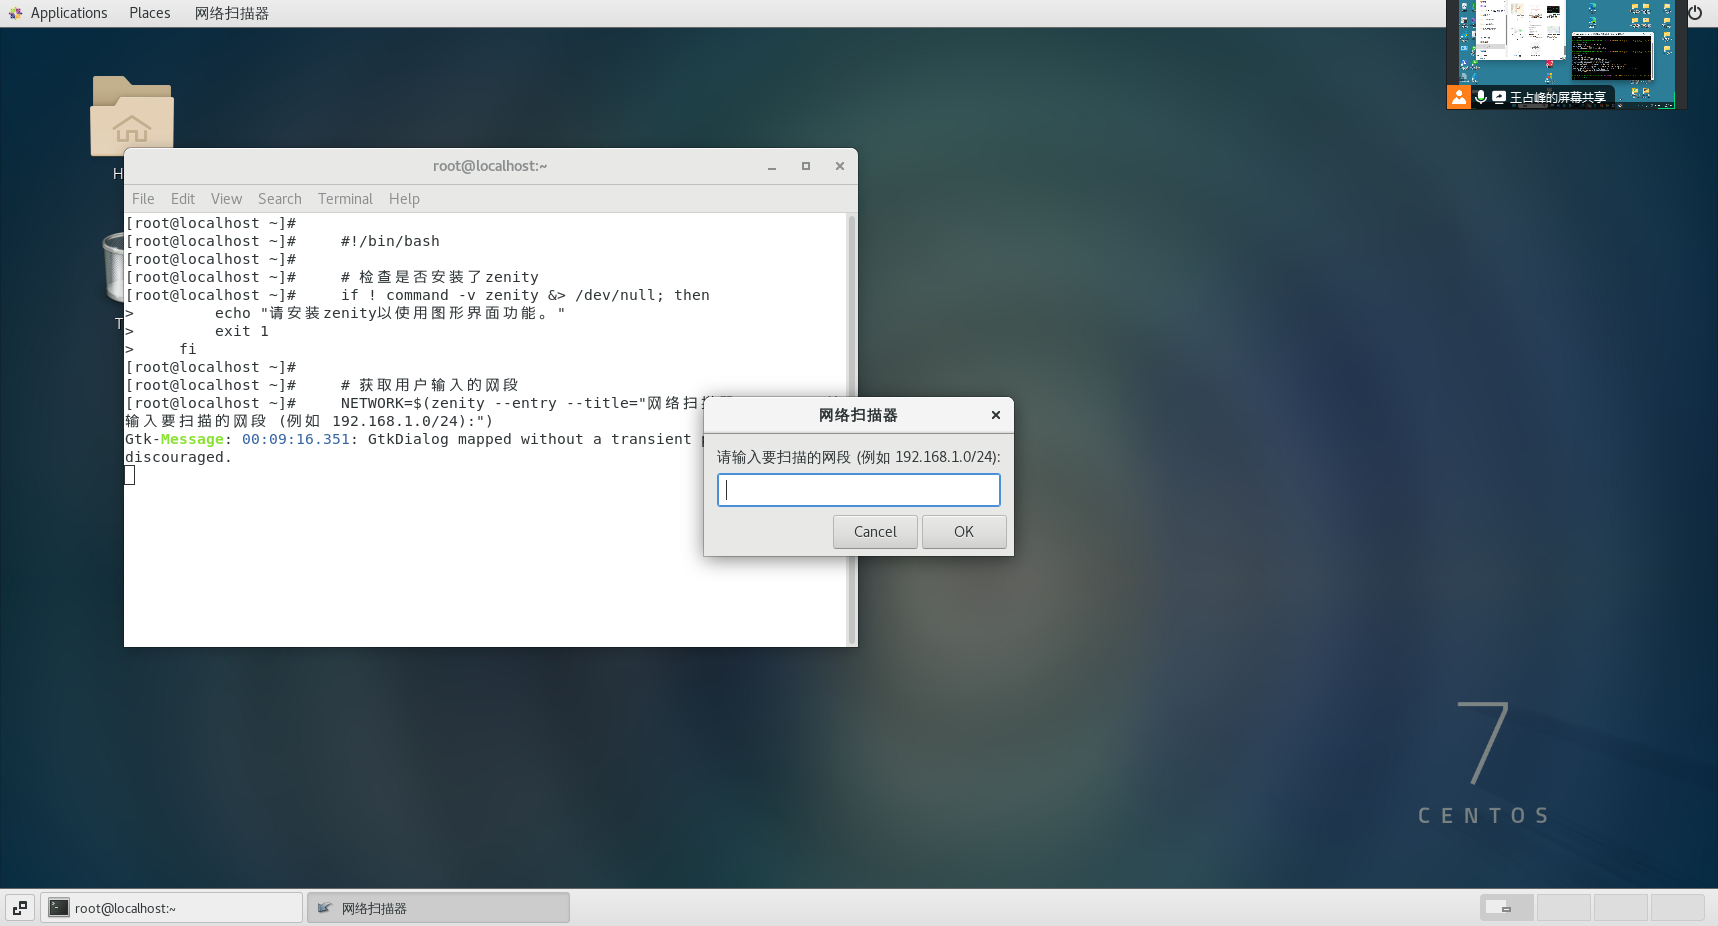 Applications Places 网络扫描器
王占峰的屏幕共享
H
T
root@localhost:~
File Edit View Search Terminal Help
[root@localhost ~]#
[root@localhost ~]#     #!/bin/bash
[root@localhost ~]#
[root@localhost ~]#     # 检查是否安装了zenity
[root@localhost ~]#     if ! command -v zenity &> /dev/null; then
>         echo "请安装zenity以使用图形界面功能。"
>         exit 1
>     fi
[root@localhost ~]#
[root@localhost ~]#     # 获取用户输入的网段
[root@localhost ~]#     NETWORK=$(zenity --entry --title="网络扫
输入要扫描的网段 (例如 192.168.1.0/24):")
Gtk-Message: 00:09:16.351: GtkDialog mapped without a transient
discouraged.
网络扫描器
请输入要扫描的网段 (例如 192.168.1.0/24):
Cancel OK
7
CENTOS
root@localhost:~ 网络扫描器